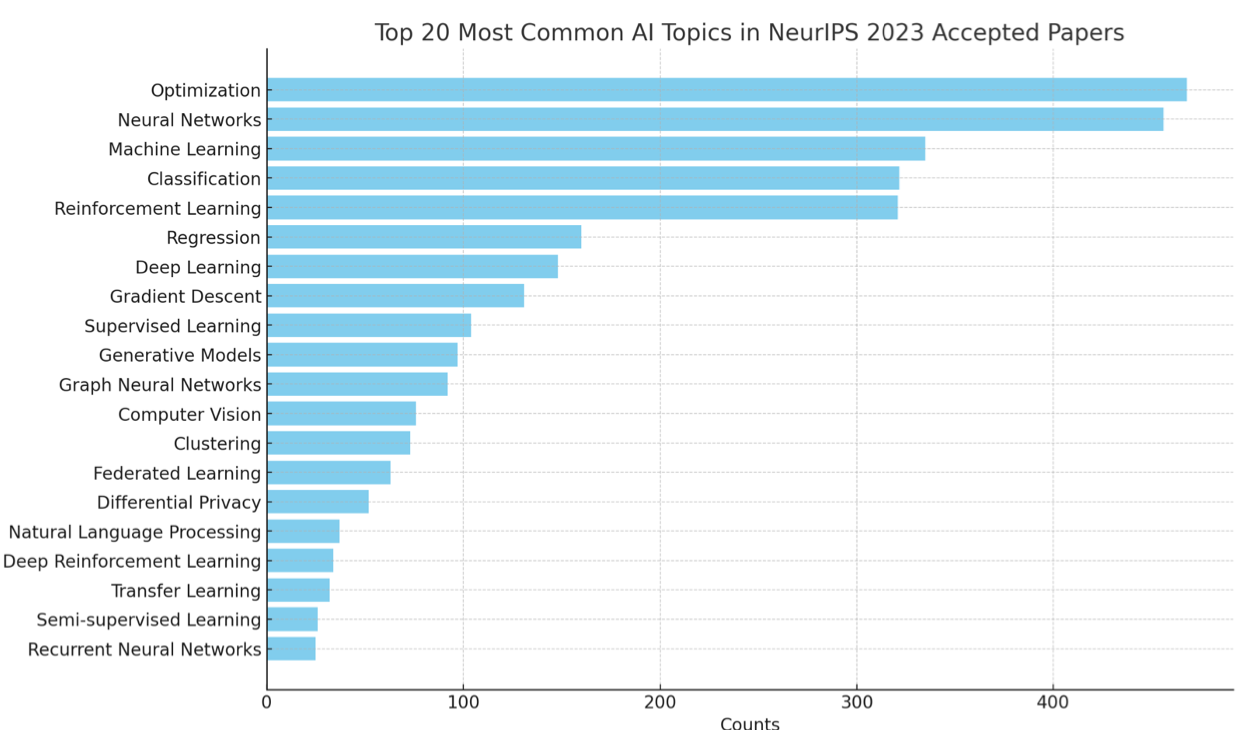 Top 20 Most Common AI Topics in NeurIPS 2023 Accepted Papers
Optimization
Neural Networks
Machine Learning
Classification
Reinforcement Learning
Regression
Deep Learning
Gradient Descent
Supervised Learning
Generative Models
Graph Neural Networks
Computer Vision
Clustering
Federated Learning
Differential Privacy
Natural Language Processing
Deep Reinforcement Learning
Transfer Learning
Semi-supervised Learning
Recurrent Neural Networks
0 100 200 300 400
Counts